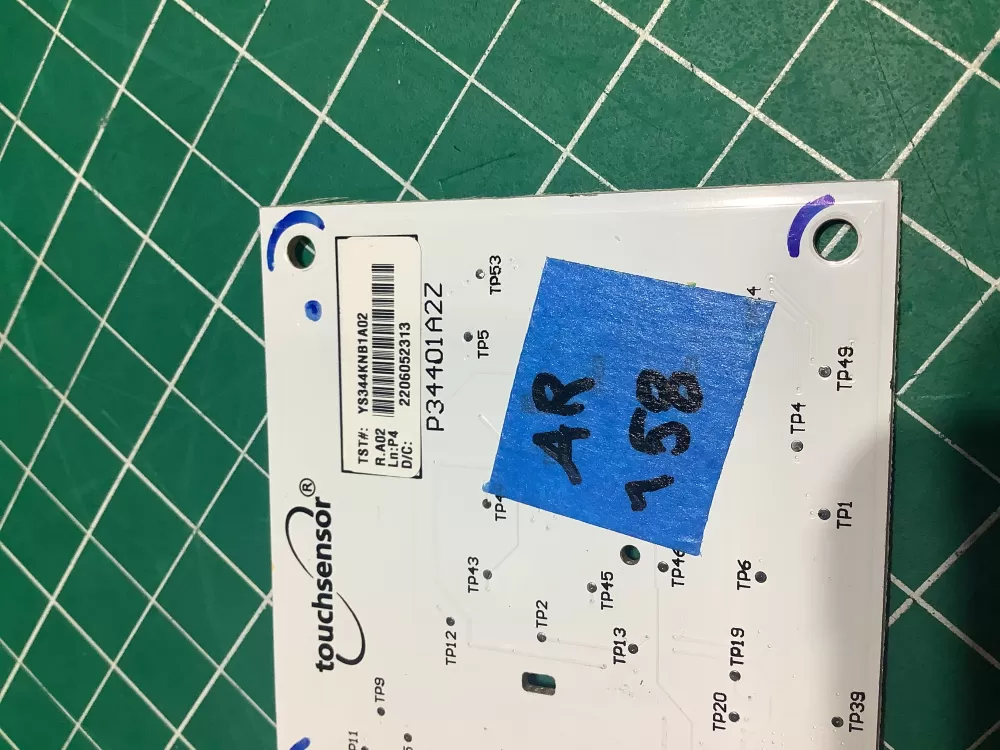 TST#: YS344KNB1A02
R.A02
Ln:P4
D/C: 2206052313
P34401A2Z
touchsensor®
AR
158
TP53
TP5
TP49
TP4
TP1
TP43
TP45
TP46
TP6
TP2
TP12
TP13
TP19
TP9
TP20
TP39